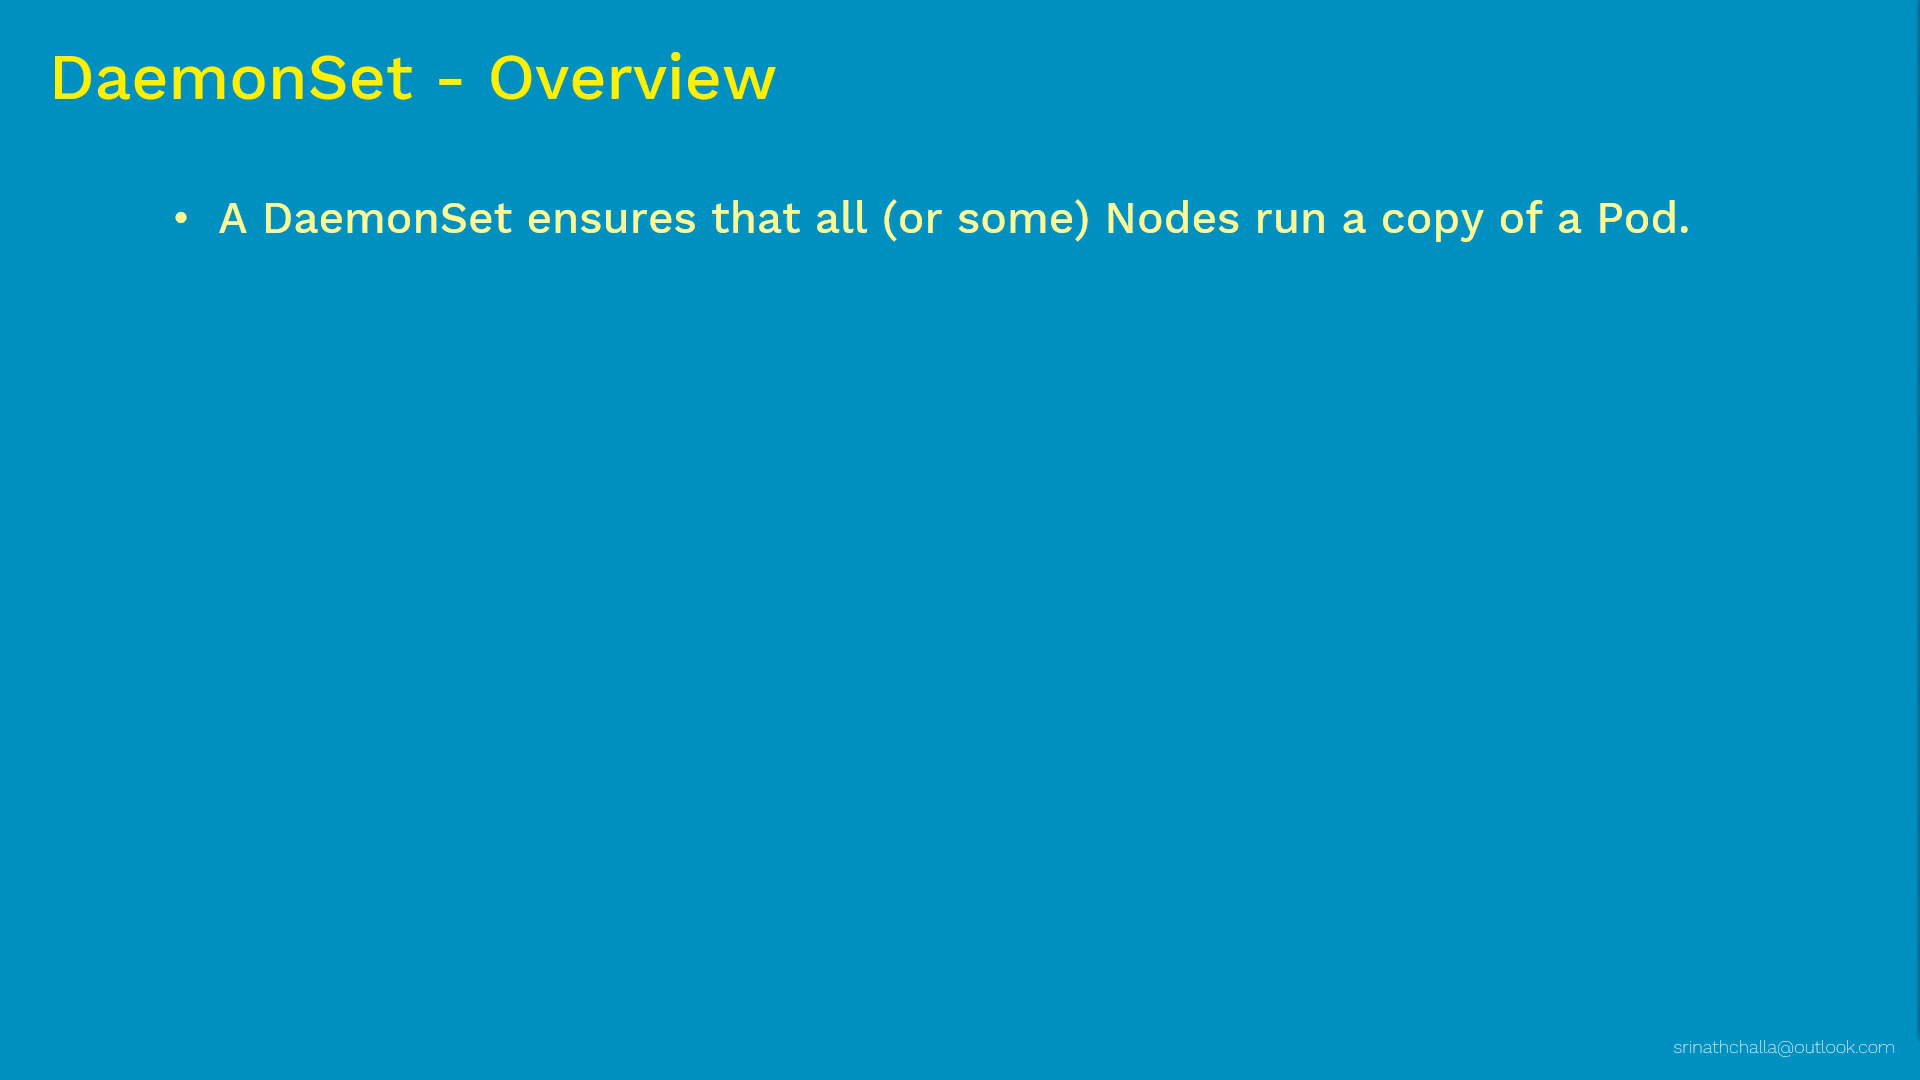 DaemonSet - Overview
• A DaemonSet ensures that all (or some) Nodes run a copy of a Pod.
srinathchalla@outlook.com